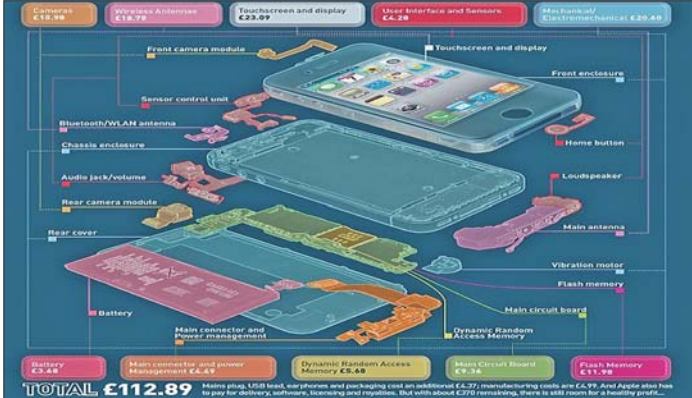 Cameras
£10.90
Wireless Antennae
£10.79
Touchscreen and display
£23.09
User Interface and Sensors
£4.20
Mechanical/
Electromechanical £20.60
Front camera module
Touchscreen and display
Front enclosure
Sensor control unit
Bluetooth/WLAN antenna
Chassis enclosure
Home button
Audio jack/volume
Loudspeaker
Rear camera module
Main antenna
Rear cover
Vibration motor
Flash memory
Battery
Main circuit board
Main connector and
Power management
Dynamic Random
Access Memory
Battery
£3.68
Main connector and power
Management £4.69
Dynamic Random Access
Memory £5.68
Main Circuit Board
£9.36
Flash Memory
£11.98
TOTAL £112.89
Mains plug, USB lead, earphones and packaging cost an additional £4.37; manufacturing costs are £4.99. And Apple also has
to pay for delivery, software, licensing and royalties. But with about £370 remaining, there is still room for a healthy profit...